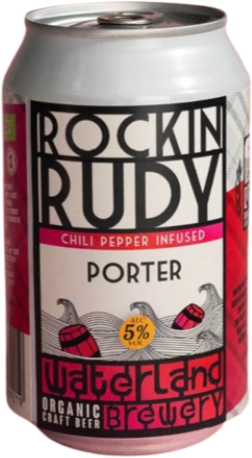 ROCKIN
RUDY
CHILI PEPPER INFUSED
PORTER
ALC
5%
VOL
Waterland
ORGANIC
CRAFT BEER
Brewery